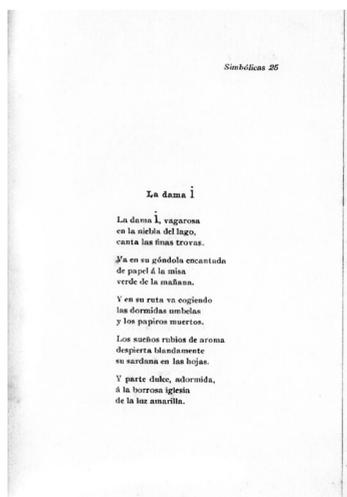 Simbólicas 25
La dama i
La dama i, vagarosa
en la niebla del lago,
canta las finas trovas.
Va en su góndola encantada
de papel á la misa
verde de la mañana.
Y en su ruta va cogiendo
las dormidas umbelas
y los papiros muertos.
Los sueños rubios de aroma
despierta blandamente
su sardana en las hojas.
Y parte dulce, adormida,
á la borrosa iglesia
de la luz amarilla.